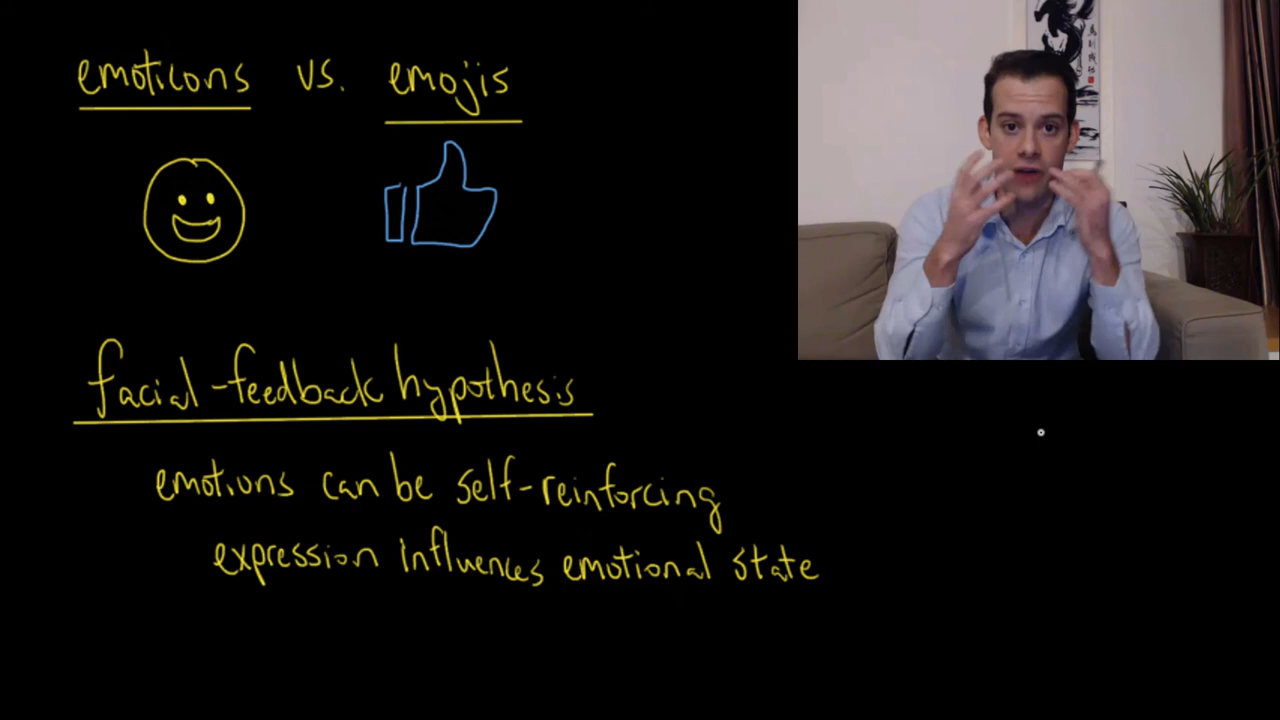 emoticons vs. emojis
facial-feedback hypothesis
emotions can be self-reinforcing
expression influences emotional state